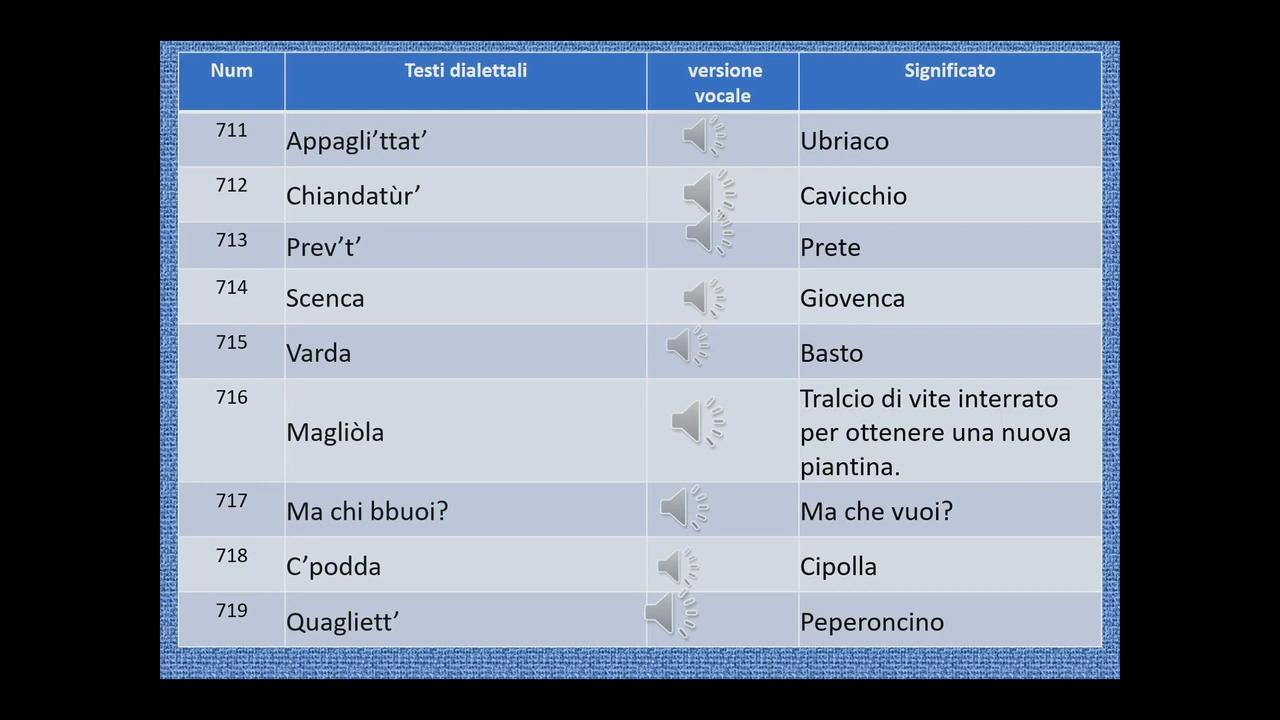 Num Testi dialettali versione vocale Significato
711 Appagli’ttat’ Ubriaco
712 Chiandatùr’ Cavicchio
713 Prev’t’ Prete
714 Scenca Giovenca
715 Varda Basto
716 Magliòla Tralcio di vite interrato
per ottenere una nuova
piantina.
717 Ma chi bbuoi? Ma che vuoi?
718 C’podda Cipolla
719 Quagliett’ Peperoncino